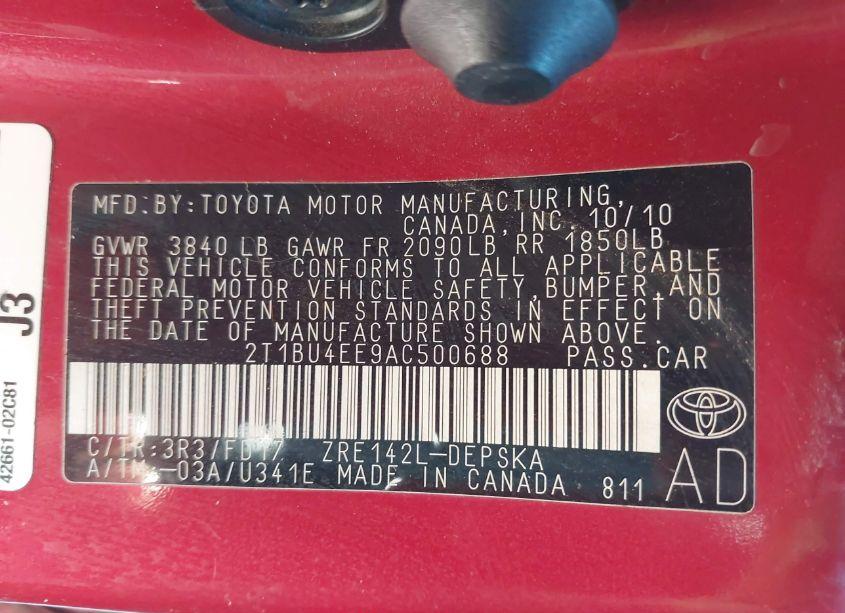 MFD.BY:TOYOTA MOTOR MANUFACTURING,
CANADA,INC. 10/10
GVWR 3840 LB GAWR FR 2090LB RR 1850LB
THIS VEHICLE CONFORMS TO ALL APPLICABLE
FEDERAL MOTOR VEHICLE SAFETY,BUMPER,AND
THEFT PREVENTION STANDARDS IN EFFECT ON
THE DATE OF MANUFACTURE SHOWN ABOVE.
2T1BU4EE9AC500688 PASS.CAR
C/TR:3R3/FD17 ZRE142L-DEPSKA
A/TM:-03A/U341E MADE IN CANADA 811
AD
J3
42661-02C81